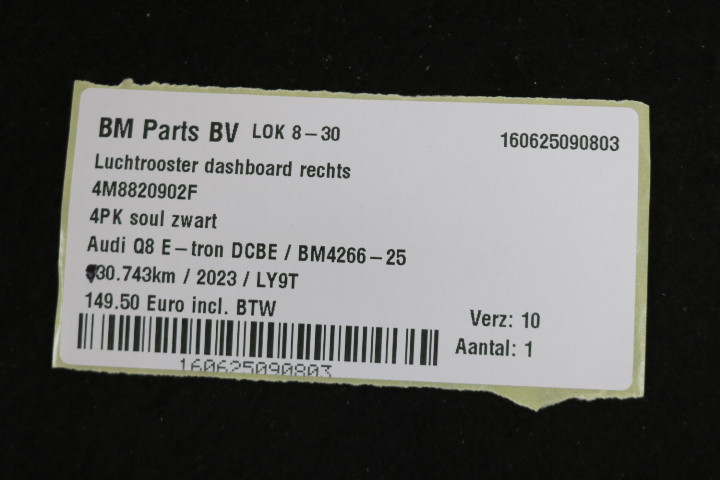 BM Parts BV LOK 8-30
160625090803
Luchtrooster dashboard rechts
4M8820902F
4PK soul zwart
Audi Q8 E-tron DCBE / BM4266-25
30.743km / 2023 / LY9T
149.50 Euro incl. BTW
Verz: 10
Aantal: 1
160625090803